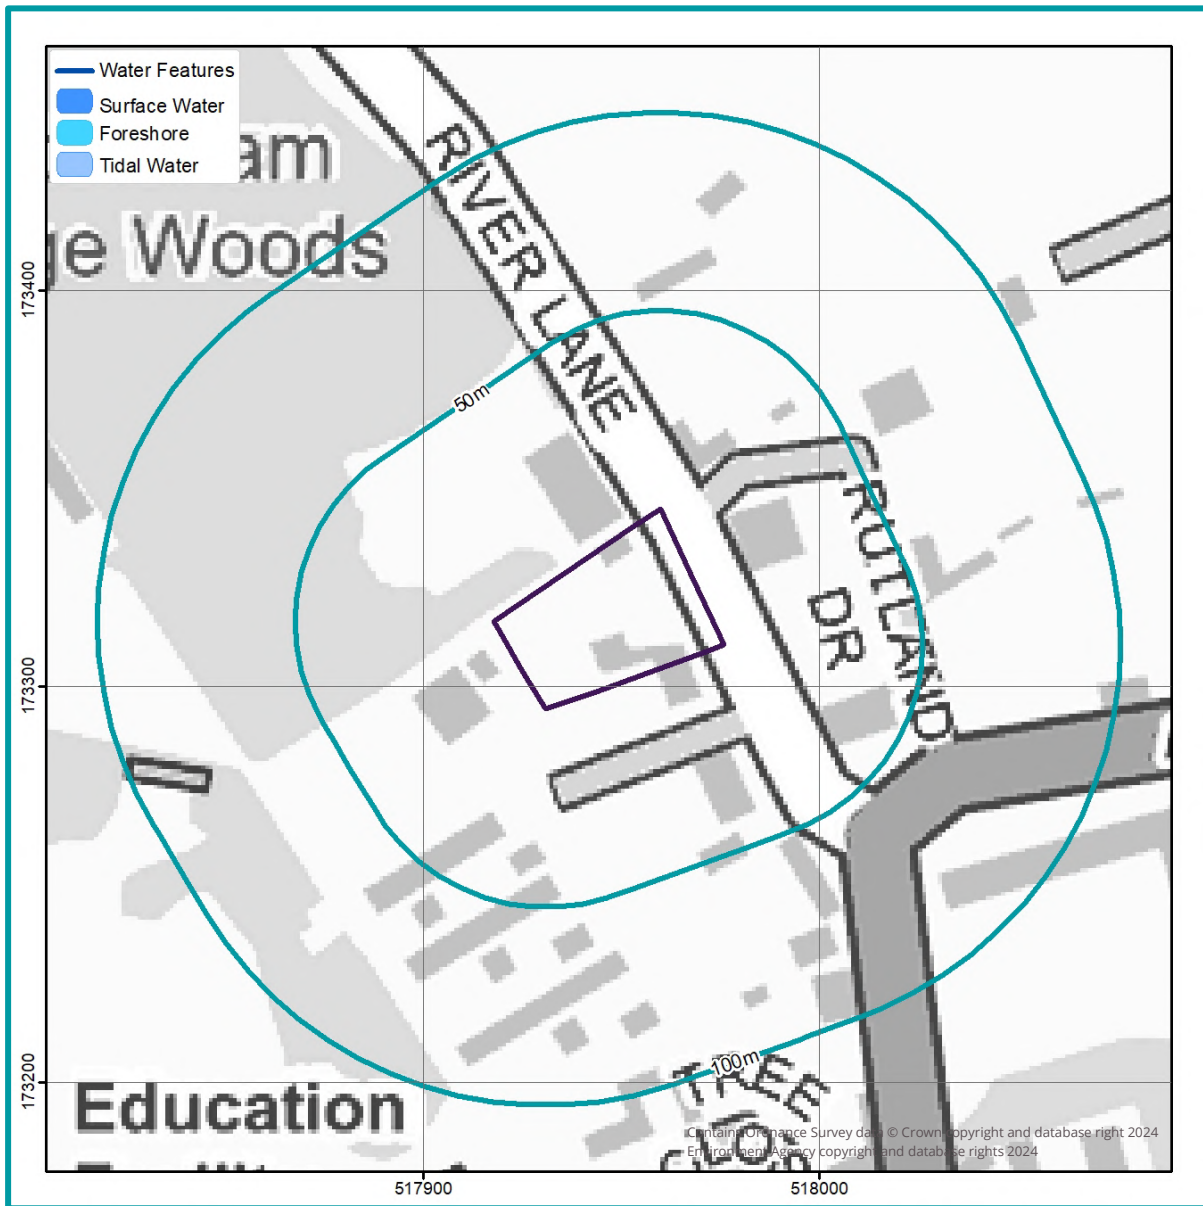 Water Features
Surface Water
Foreshore
Tidal Water
am
ge Woods
RIVER LANE
50m
RUTLAND
DR
100m
TREE
Education
Contains Ordnance Survey data © Crown copyright and database right 2024
Environment Agency copyright and database rights 2024
173400
173300
173200
517900
518000